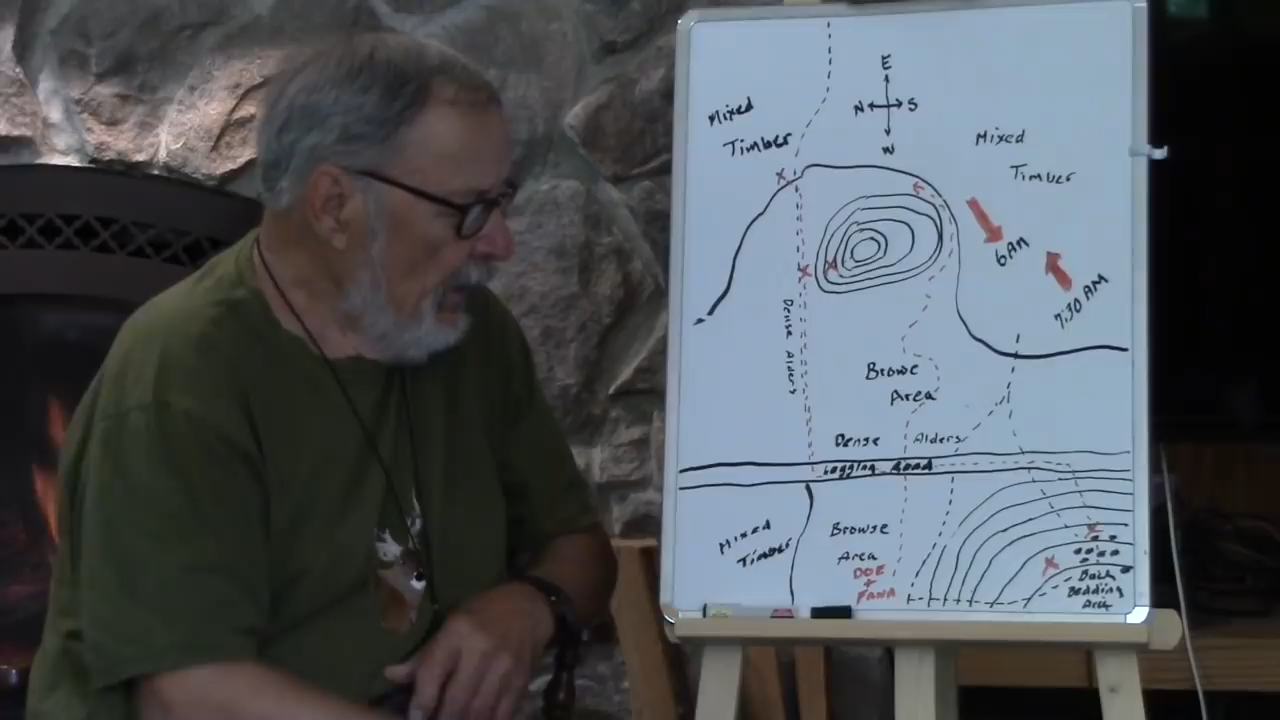 E
N S
W
Mixed
Timber
Mixed
Timber
6AM
7:30 AM
Dense Alders
Browse
Area
Dense Alders
Logging Road
Mixed
Timber
Browse
Area
DOE
+
FAWN
Buck
Bedding
Area